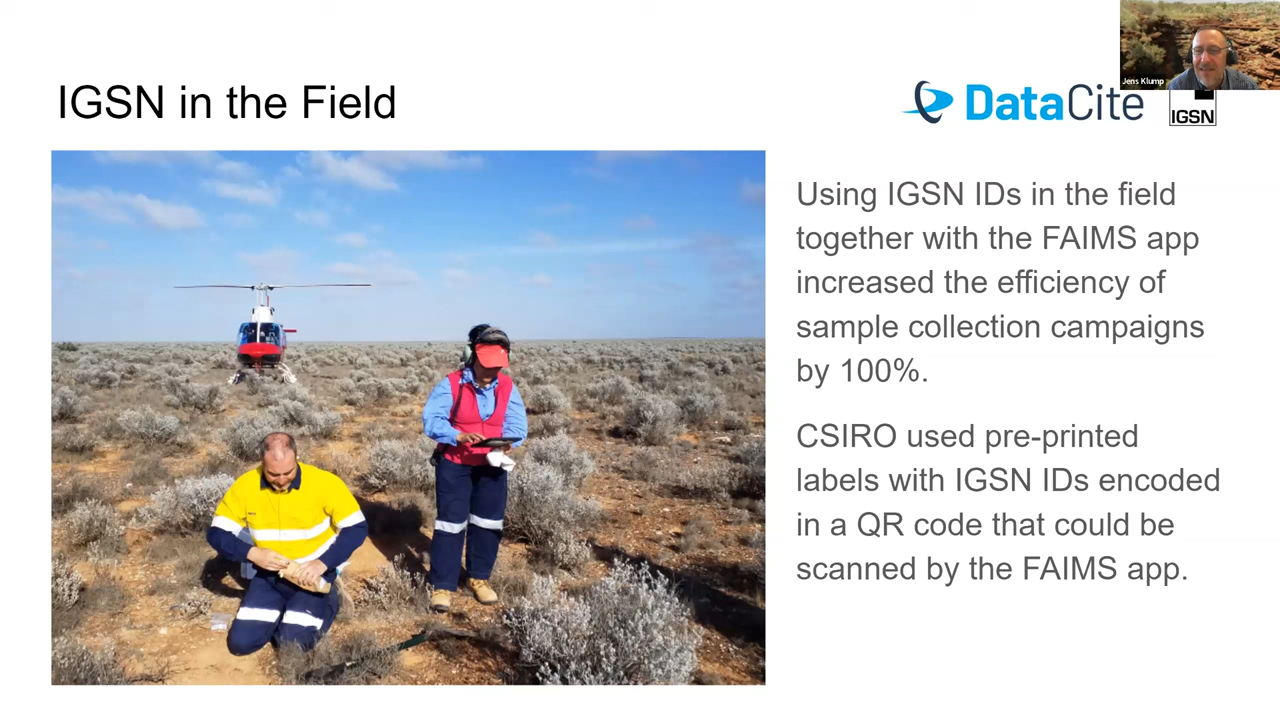 Jens Klump
IGSN in the Field
DataCite
IGSN
Using IGSN IDs in the field
together with the FAIMS app
increased the efficiency of
sample collection campaigns
by 100%.
CSIRO used pre-printed
labels with IGSN IDs encoded
in a QR code that could be
scanned by the FAIMS app.